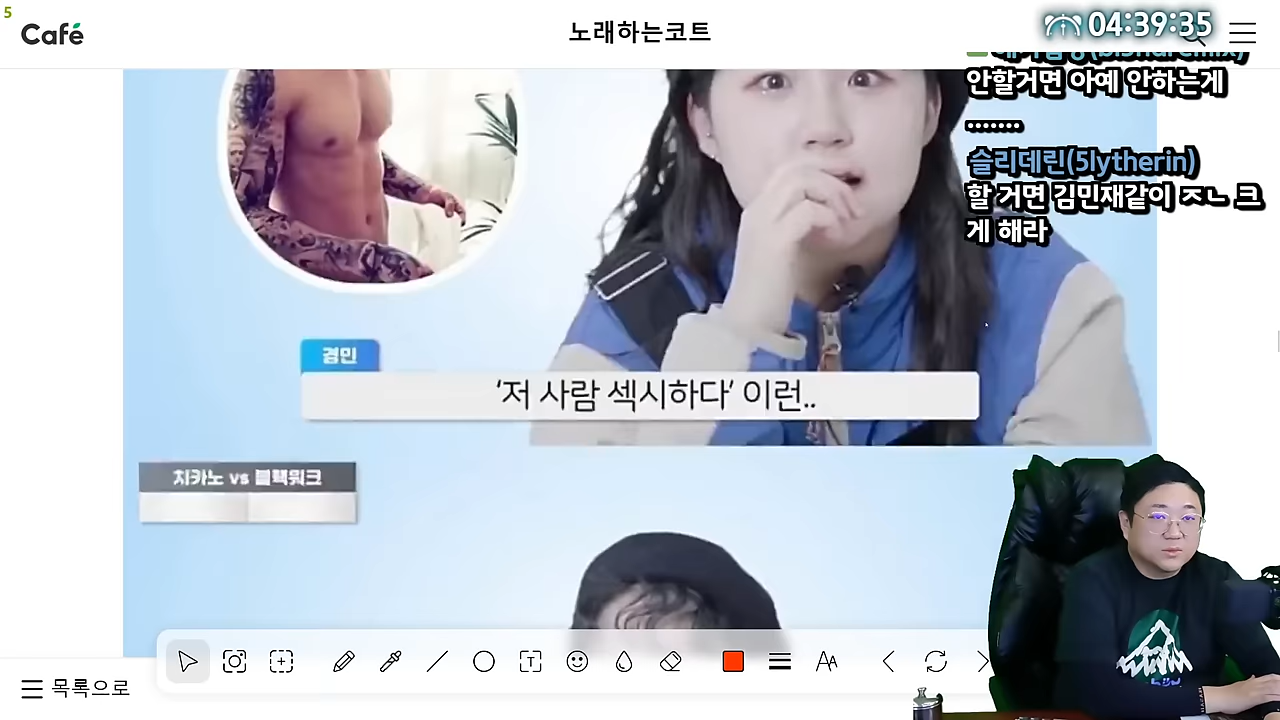 5
Café
노래하는코트
04:39:35
안할거면 아예 안하는게
.......
슬리데린(5lytherin)
할 거면 김민재같이 ㅈㄴ 크
게 해라
겸민
‘저 사람 섹시하다’ 이런..
치카노 vs 블랙워크
T
AA
목록으로